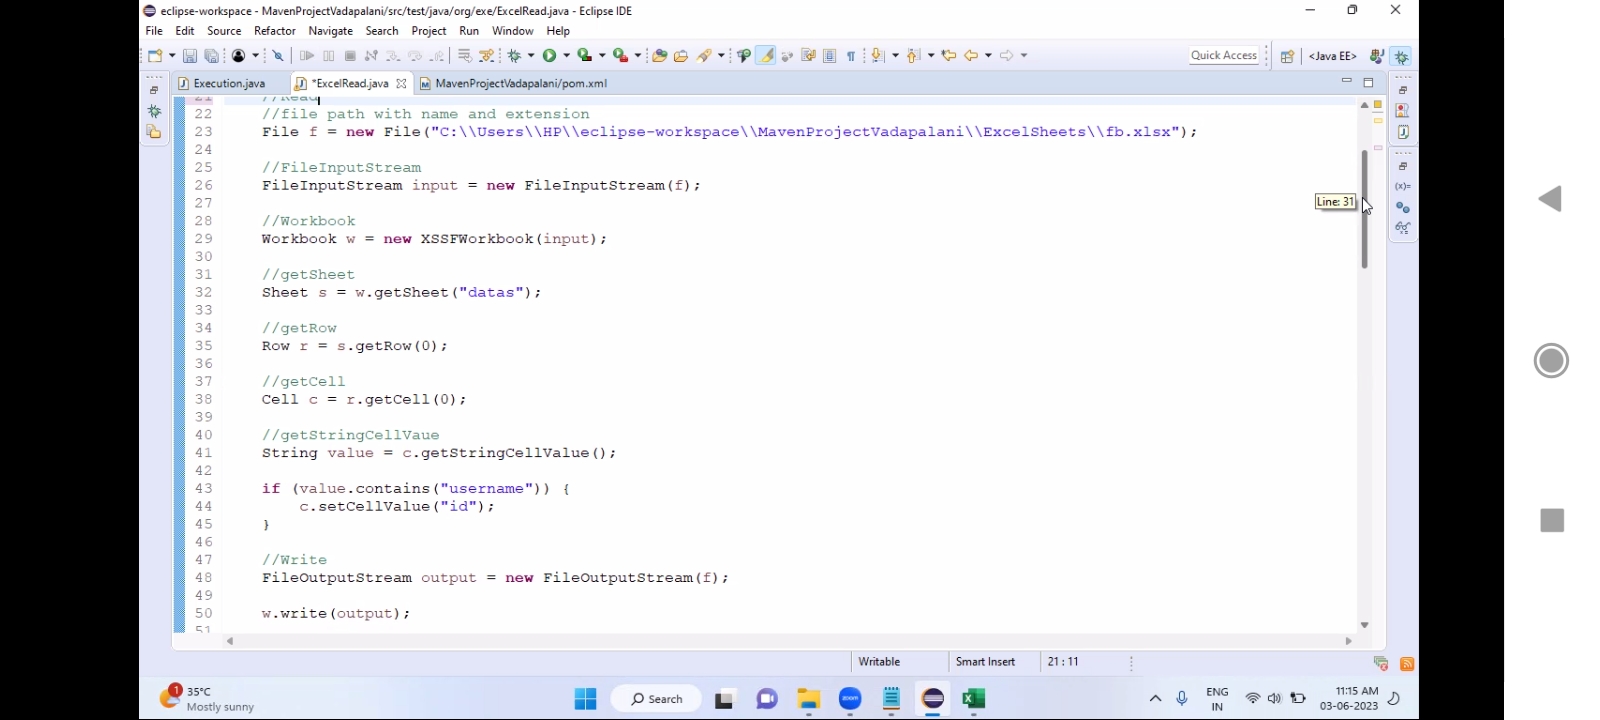 eclipse-workspace - MavenProjectVadapalani/src/test/java/org/exe/ExcelRead.java - Eclipse IDE
File Edit Source Refactor Navigate Search Project Run Window Help
Quick Access <Java EE>
Execution.java *ExcelRead.java MavenProjectVadapalani/pom.xml
21 //Read
22 //file path with name and extension
23 File f = new File("C:\\Users\\HP\\eclipse-workspace\\MavenProjectVadapalani\\ExcelSheets\\fb.xlsx");
24
25 //FileInputStream
26 FileInputStream input = new FileInputStream(f);
27
28 //Workbook
29 Workbook w = new XSSFWorkbook(input);
30
31 //getSheet
32 Sheet s = w.getSheet("datas");
33
34 //getRow
35 Row r = s.getRow(0);
36
37 //getCell
38 Cell c = r.getCell(0);
39
40 //getStringCellVaue
41 String value = c.getStringCellValue();
42
43 if (value.contains("username")) {
44 c.setCellValue("id");
45 }
46
47 //Write
48 FileOutputStream output = new FileOutputStream(f);
49
50 w.write(output);
51
Line: 31
(x)=
Writable Smart Insert 21 : 11
1
35°C
Mostly sunny
Search
zoom
ENG
IN
11:15 AM
03-06-2023